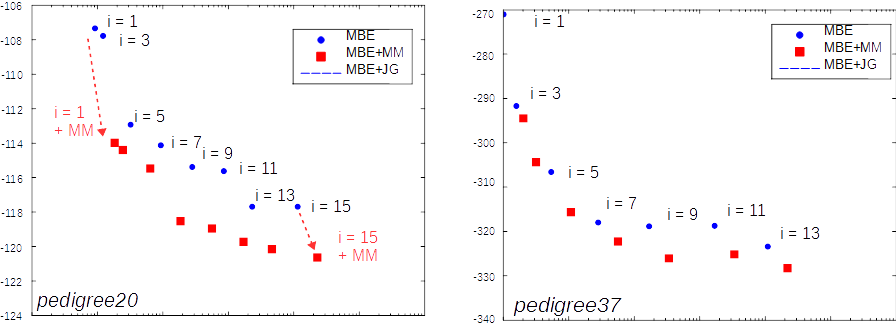 -106
-108
-110
-112
-114
-116
-118
-120
-122
-124
i = 1
i = 3
i = 5
i = 7
i = 9
i = 11
i = 13
i = 15
i = 1
+ MM
i = 15
+ MM
MBE
MBE+MM
MBE+JG
pedigree20
-270
-280
-290
-300
-310
-320
-330
-340
i = 1
i = 3
i = 5
i = 7
i = 9
i = 11
i = 13
MBE
MBE+MM
MBE+JG
pedigree37